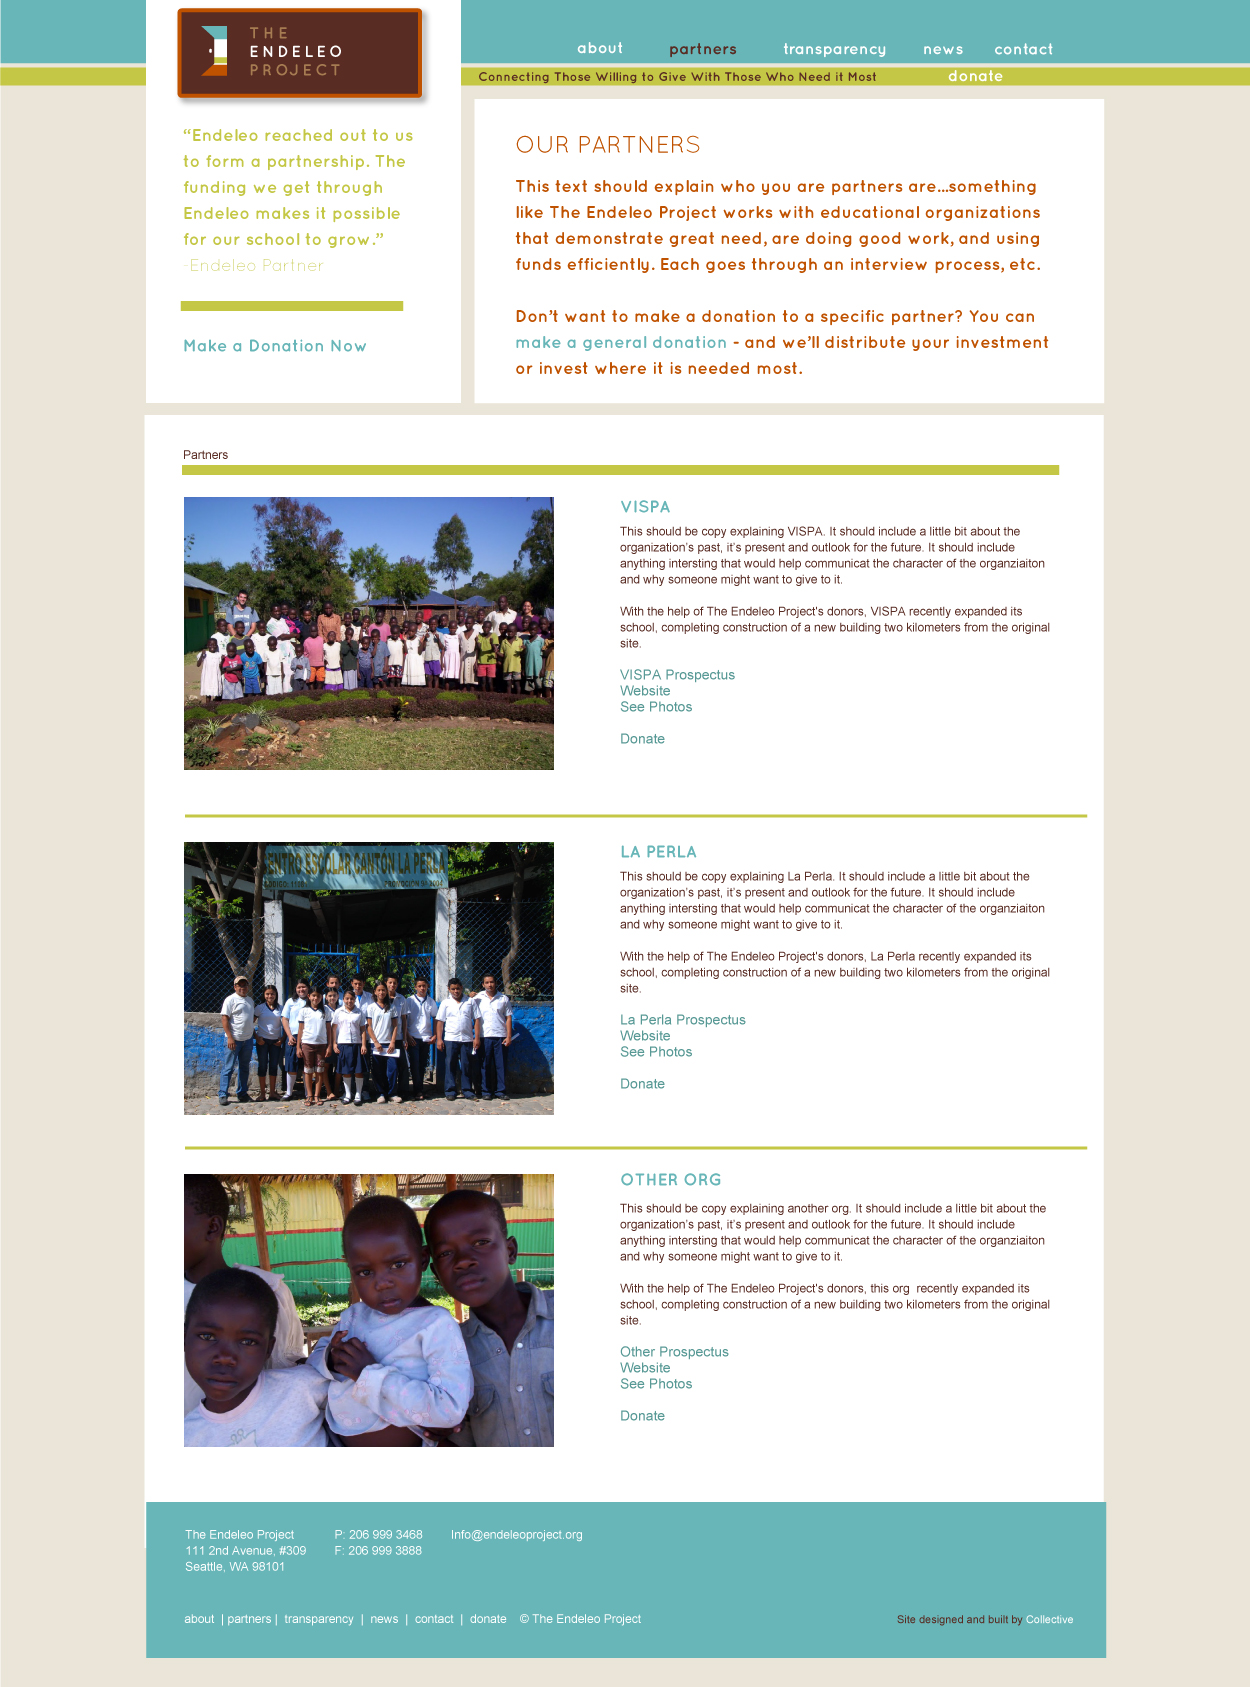 THE
ENDELEO
PROJECT
about partners transparency news contact
Connecting Those Willing to Give With Those Who Need it Most donate
“Endeleo reached out to us
to form a partnership. The
funding we get through
Endeleo makes it possible
for our school to grow.”
-Endeleo Partner
Make a Donation Now
OUR PARTNERS
This text should explain who you are partners are...something
like The Endeleo Project works with educational organizations
that demonstrate great need, are doing good work, and using
funds efficiently. Each goes through an interview process, etc.
Don’t want to make a donation to a specific partner? You can
make a general donation - and we’ll distribute your investment
or invest where it is needed most.
Partners
VISPA
This should be copy explaining VISPA. It should include a little bit about the
organization’s past, it’s present and outlook for the future. It should include
anything intersting that would help communicat the character of the organziaiton
and why someone might want to give to it.
With the help of The Endeleo Project's donors, VISPA recently expanded its
school, completing construction of a new building two kilometers from the original
site.
VISPA Prospectus
Website
See Photos
Donate
ENTRO ESCOLAR CANTON LA PERLA
LA PERLA
This should be copy explaining La Perla. It should include a little bit about the
organization’s past, it’s present and outlook for the future. It should include
anything intersting that would help communicat the character of the organziaiton
and why someone might want to give to it.
With the help of The Endeleo Project's donors, La Perla recently expanded its
school, completing construction of a new building two kilometers from the original
site.
La Perla Prospectus
Website
See Photos
Donate
OTHER ORG
This should be copy explaining another org. It should include a little bit about the
organization’s past, it’s present and outlook for the future. It should include
anything intersting that would help communicat the character of the organziaiton
and why someone might want to give to it.
With the help of The Endeleo Project's donors, this org recently expanded its
school, completing construction of a new building two kilometers from the original
site.
Other Prospectus
Website
See Photos
Donate
The Endeleo Project P: 206 999 3468 Info@endeleoproject.org
111 2nd Avenue, #309 F: 206 999 3888
Seattle, WA 98101
about | partners | transparency | news | contact | donate © The Endeleo Project
Site designed and built by Collective